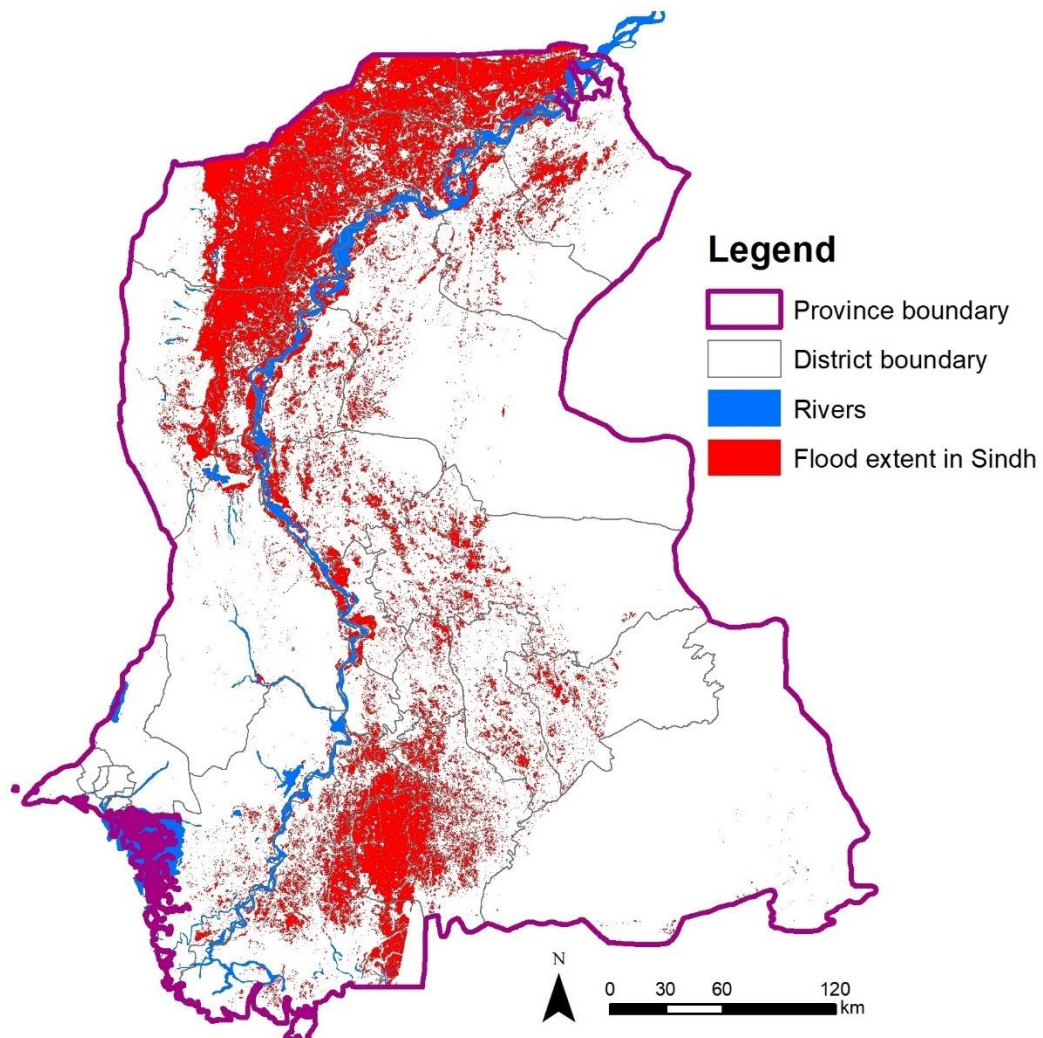 Legend
Province boundary
District boundary
Rivers
Flood extent in Sindh
N
0 30 60 120
km